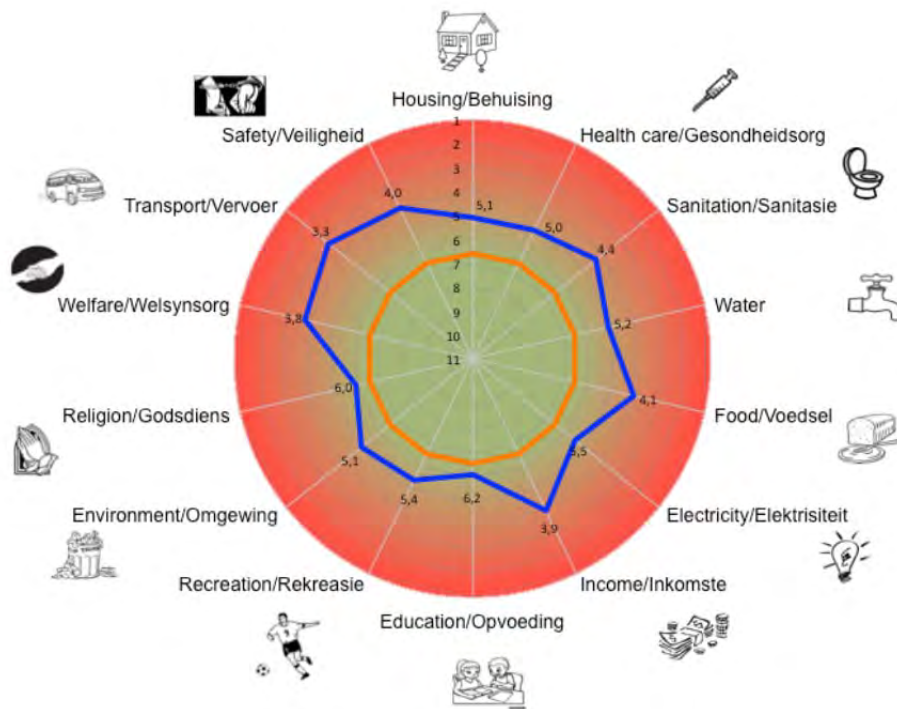 Housing/Behuising
Safety/Veiligheid
Health care/Gesondheidsorg
Transport/Vervoer
Sanitation/Sanitasie
Welfare/Welsynsorg
Water
Religion/Godsdiens
Food/Voedsel
Environment/Omgewing
Electricity/Elektrisiteit
Recreation/Rekreasie
Income/Inkomste
Education/Opvoeding
1
2
3
4
5
6
7
8
9
10
11
5,1
5,0
4,4
5,2
4,1
5,5
3,9
6,2
5,4
5,1
6,0
3,8
3,3
4,0